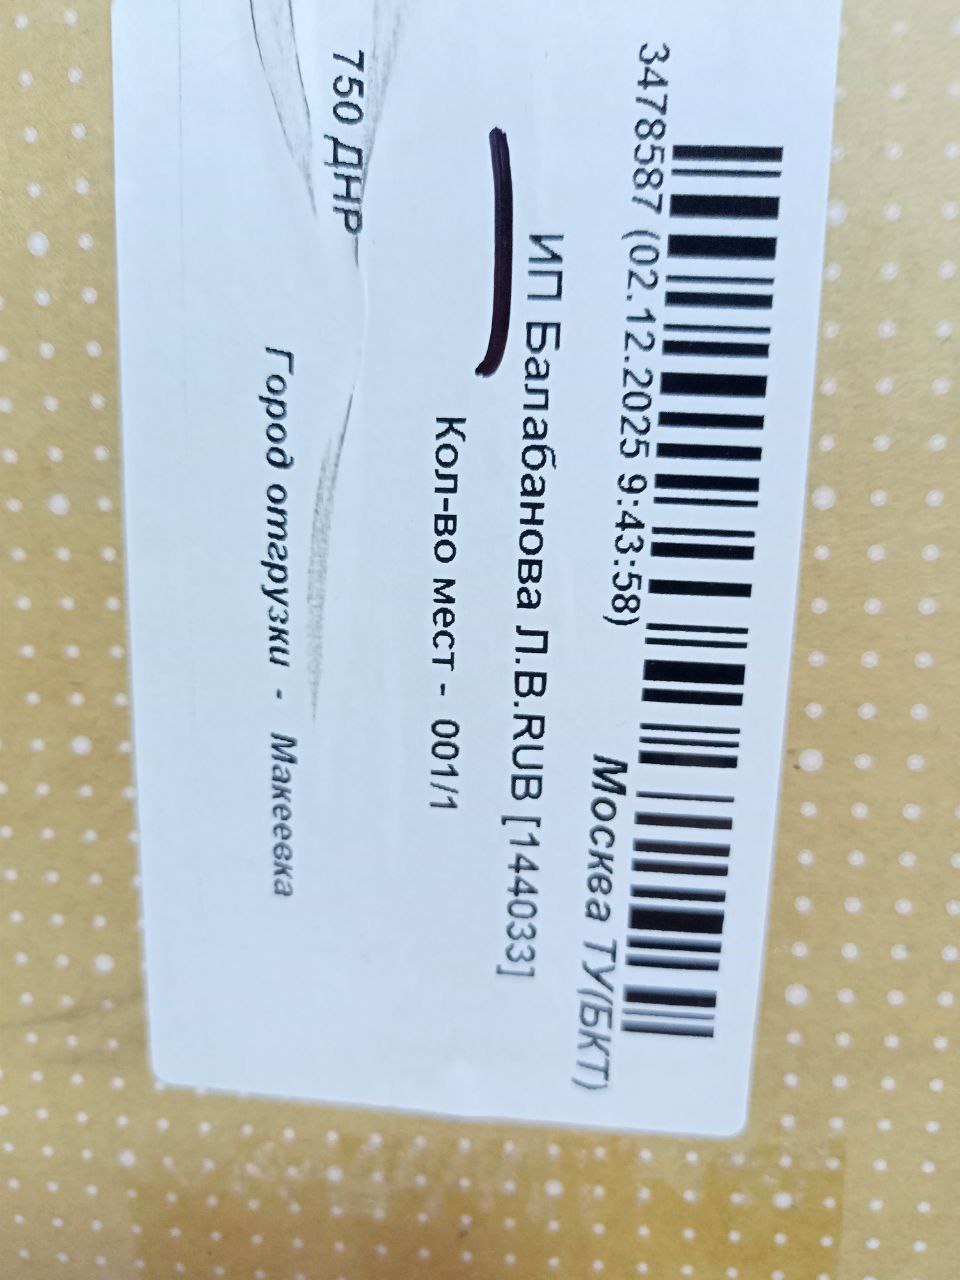 3478587 (02.12.2025 9:43:58)
Москва ТУ(БКТ)
ИП Балабанова Л.В.RUB [144033]
Кол-во мест - 001/1
750 ДНР
Город отгрузки - Макеевка